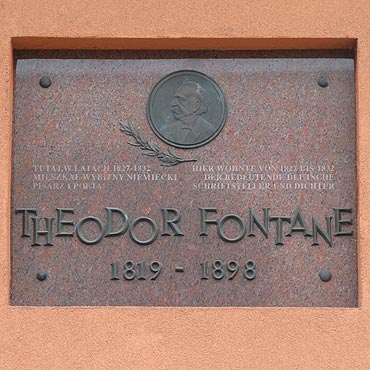 TUTAJ W LATACH 1827-1832
MIESZKAŁ WYBITNY NIEMIECKI
PISARZ I POETA
HIER WOHNTE VON 1827 BIS 1832
DER BEDEUTENDE DEUTSCHE
SCHRIFTSTELLER UND DICHTER
THEODOR FONTANE
1819 - 1898